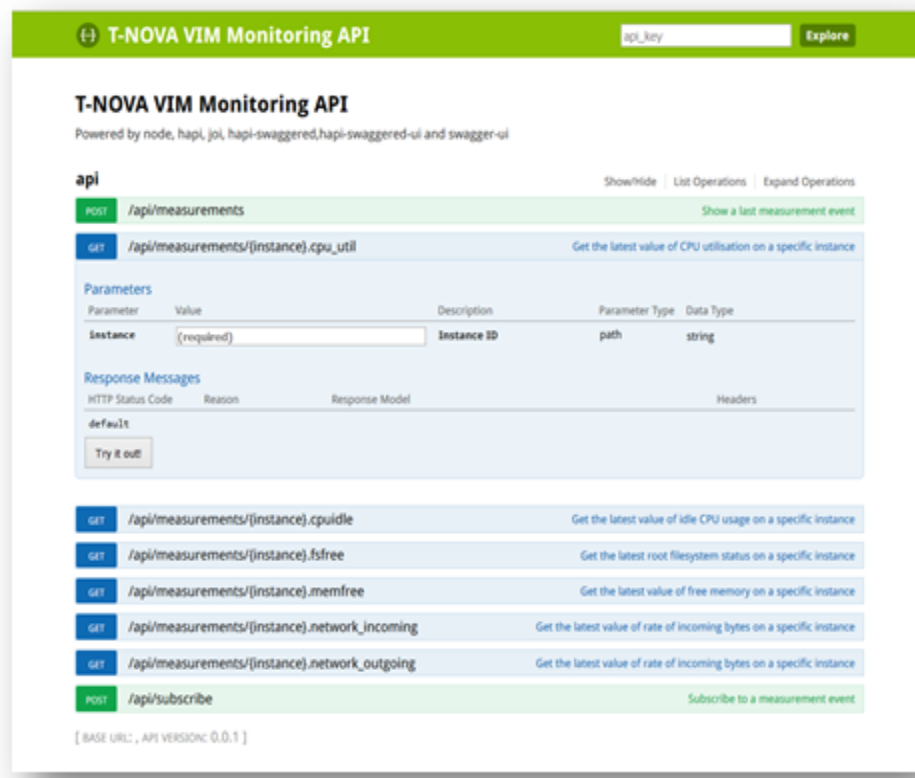 {-} T-NOVA VIM Monitoring API api_key Explore
T-NOVA VIM Monitoring API
Powered by node, hapi, joi, hapi-swaggered,hapi-swaggered-ui and swagger-ui
api Show/Hide List Operations Expand Operations
POST /api/measurements Show a last measurement event
GET /api/measurements/{instance}.cpu_util Get the latest value of CPU utilisation on a specific instance
Parameters
Parameter Value Description Parameter Type Data Type
instance (required) Instance ID path string
Response Messages
HTTP Status Code Reason Response Model Headers
default
Try it out!
GET /api/measurements/{instance}.cpuidle Get the latest value of idle CPU usage on a specific instance
GET /api/measurements/{instance}.fsfree Get the latest root filesystem status on a specific instance
GET /api/measurements/{instance}.memfree Get the latest value of free memory on a specific instance
GET /api/measurements/{instance}.network_incoming Get the latest value of rate of incoming bytes on a specific instance
GET /api/measurements/{instance}.network_outgoing Get the latest value of rate of incoming bytes on a specific instance
POST /api/subscribe Subscribe to a measurement event
[ BASE URL: , API VERSION: 0.0.1 ]